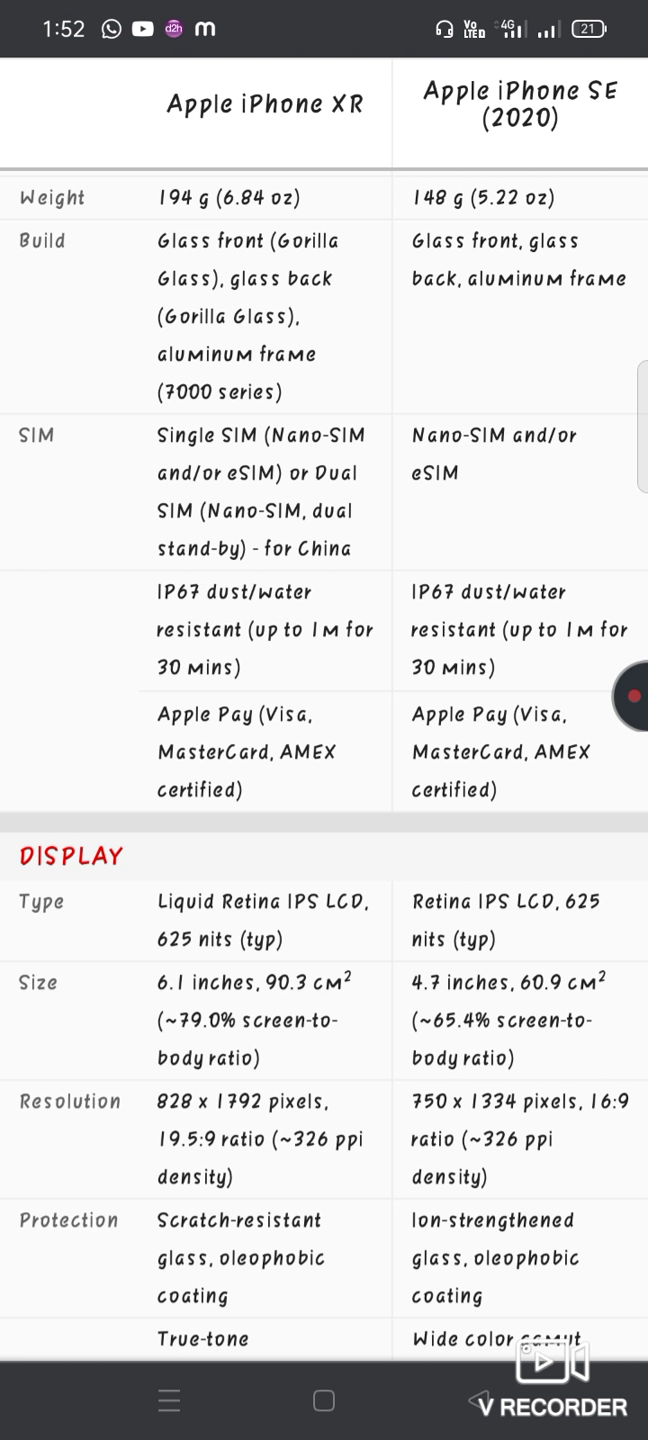 1:52 d2h m Vo LTED 4G 21
Apple iPhone XR
Apple iPhone SE
(2020)
Weight
194 g (6.84 oz)
148 g (5.22 oz)
Build
Glass front (Gorilla
Glass), glass back
(Gorilla Glass),
aluminum frame
(7000 series)
Glass front, glass
back, aluminum frame
SIM
Single SIM (Nano-SIM
and/or eSIM) or Dual
SIM (Nano-SIM, dual
stand-by) - for China
Nano-SIM and/or
eSIM
IP67 dust/water
resistant (up to 1m for
30 mins)
IP67 dust/water
resistant (up to 1m for
30 mins)
Apple Pay (Visa,
MasterCard, AMEX
certified)
Apple Pay (Visa,
MasterCard, AMEX
certified)
DISPLAY
Type
Liquid Retina IPS LCD,
625 nits (typ)
Retina IPS LCD, 625
nits (typ)
Size
6.1 inches, 90.3 cm²
(~79.0% screen-to-
body ratio)
4.7 inches, 60.9 cm²
(~65.4% screen-to-
body ratio)
Resolution
828 x 1792 pixels,
19.5:9 ratio (~326 ppi
density)
750 x 1334 pixels, 16:9
ratio (~326 ppi
density)
Protection
Scratch-resistant
glass, oleophobic
coating
Ion-strengthened
glass, oleophobic
coating
True-tone
Wide color gamut
V RECORDER